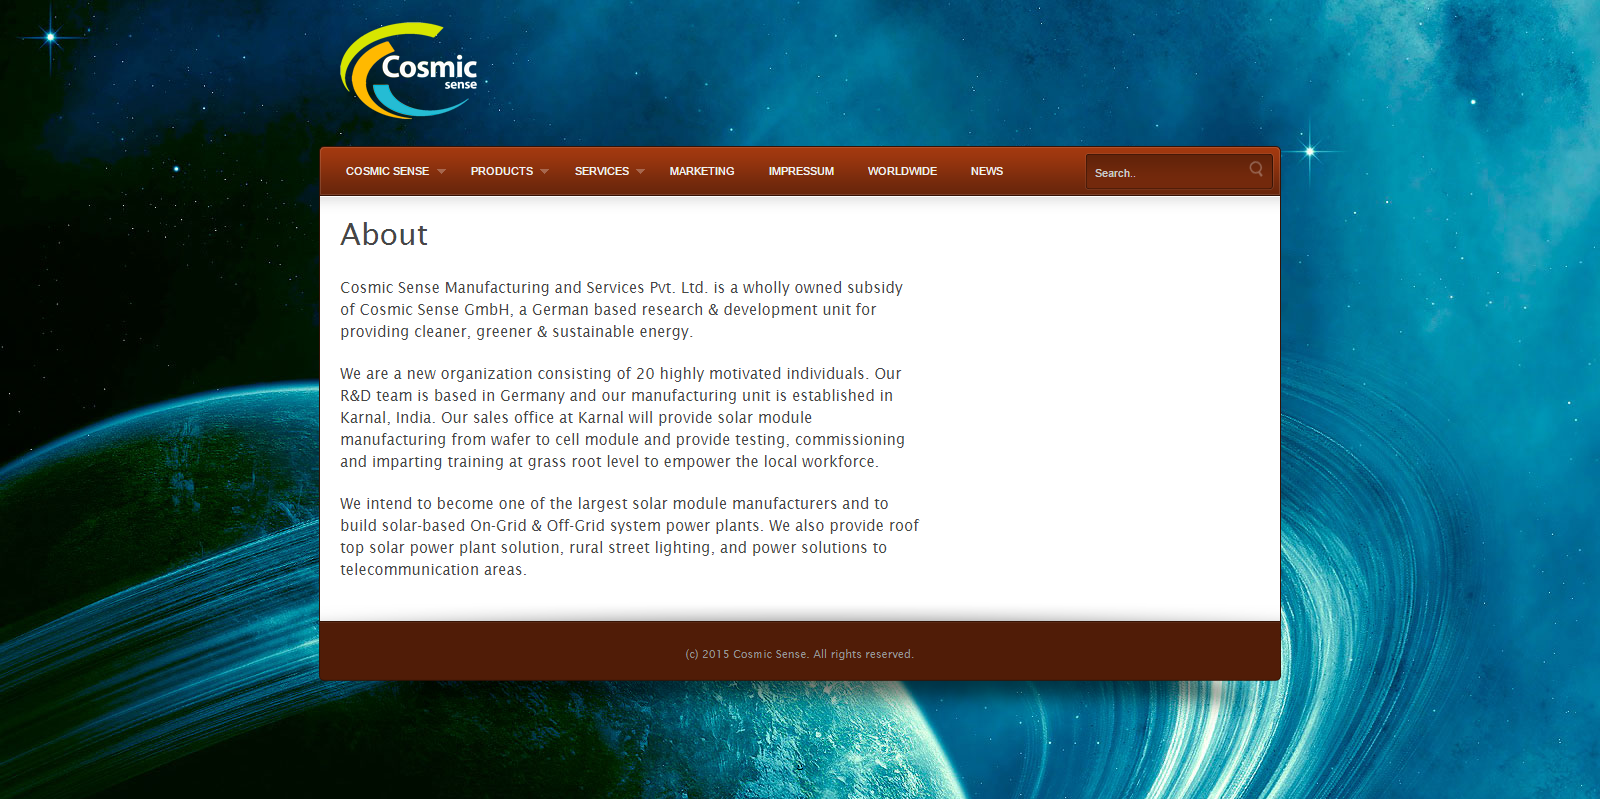 Cosmic
sense
COSMIC SENSE PRODUCTS SERVICES MARKETING IMPRESSUM WORLDWIDE NEWS Search..
About
Cosmic Sense Manufacturing and Services Pvt. Ltd. is a wholly owned subsidy
of Cosmic Sense GmbH, a German based research & development unit for
providing cleaner, greener & sustainable energy.
We are a new organization consisting of 20 highly motivated individuals. Our
R&D team is based in Germany and our manufacturing unit is established in
Karnal, India. Our sales office at Karnal will provide solar module
manufacturing from wafer to cell module and provide testing, commissioning
and imparting training at grass root level to empower the local workforce.
We intend to become one of the largest solar module manufacturers and to
build solar-based On-Grid & Off-Grid system power plants. We also provide roof
top solar power plant solution, rural street lighting, and power solutions to
telecommunication areas.
(c) 2015 Cosmic Sense. All rights reserved.